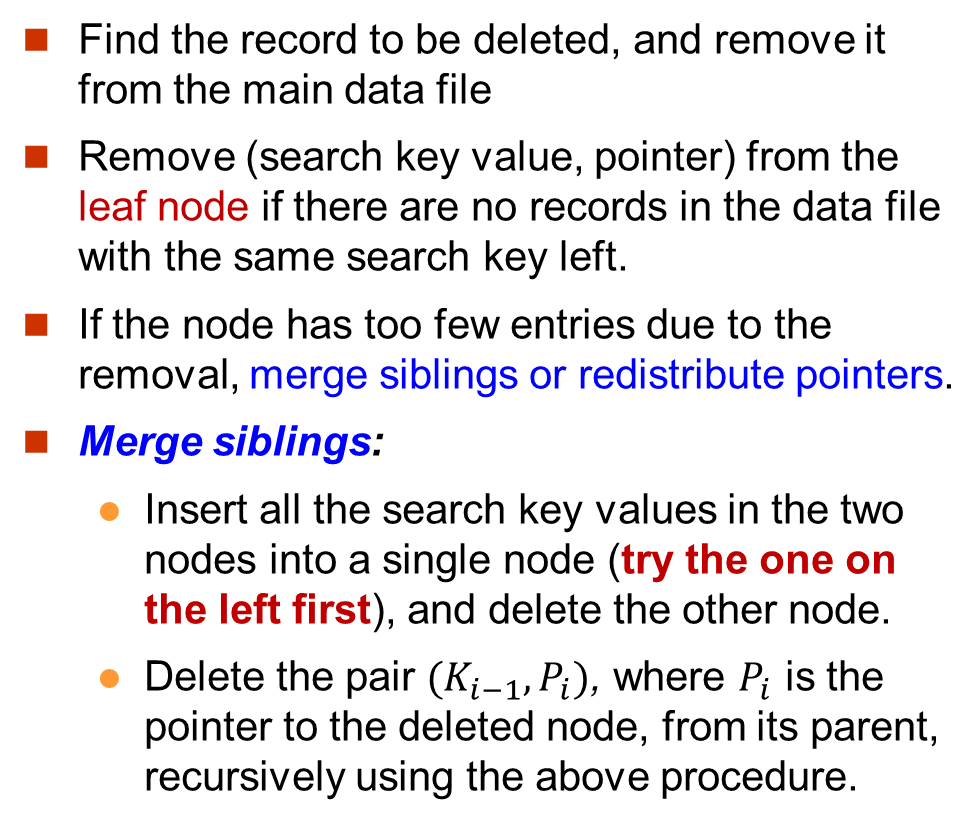 Find the record to be deleted, and remove it
from the main data file
Remove (search key value, pointer) from the
leaf node if there are no records in the data file
with the same search key left.
If the node has too few entries due to the
removal, merge siblings or redistribute pointers.
Merge siblings:
Insert all the search key values in the two
nodes into a single node (try the one on
the left first), and delete the other node.
Delete the pair (𝐾ᵢ₋₁, 𝑃ᵢ), where 𝑃ᵢ is the
pointer to the deleted node, from its parent,
recursively using the above procedure.